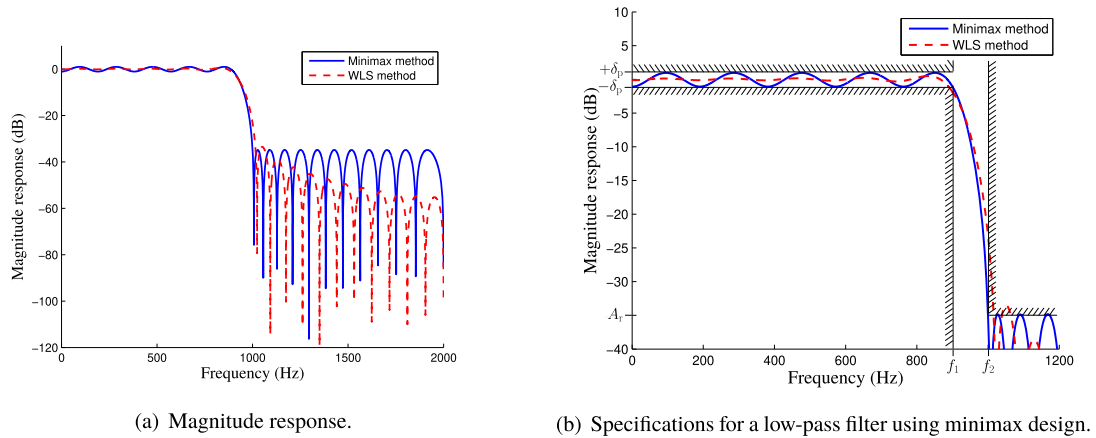 0
−20
−40
−60
−80
−100
−120
0 500 1000 1500 2000
Magnitude response (dB)
Frequency (Hz)
Minimax method
WLS method
(a) Magnitude response.
10
5
+δp
−δp
−5
−10
−15
−20
−25
−30
Ar
−40
0 200 400 600 800 f1 f2 1200
Magnitude response (dB)
Frequency (Hz)
Minimax method
WLS method
(b) Specifications for a low-pass filter using minimax design.